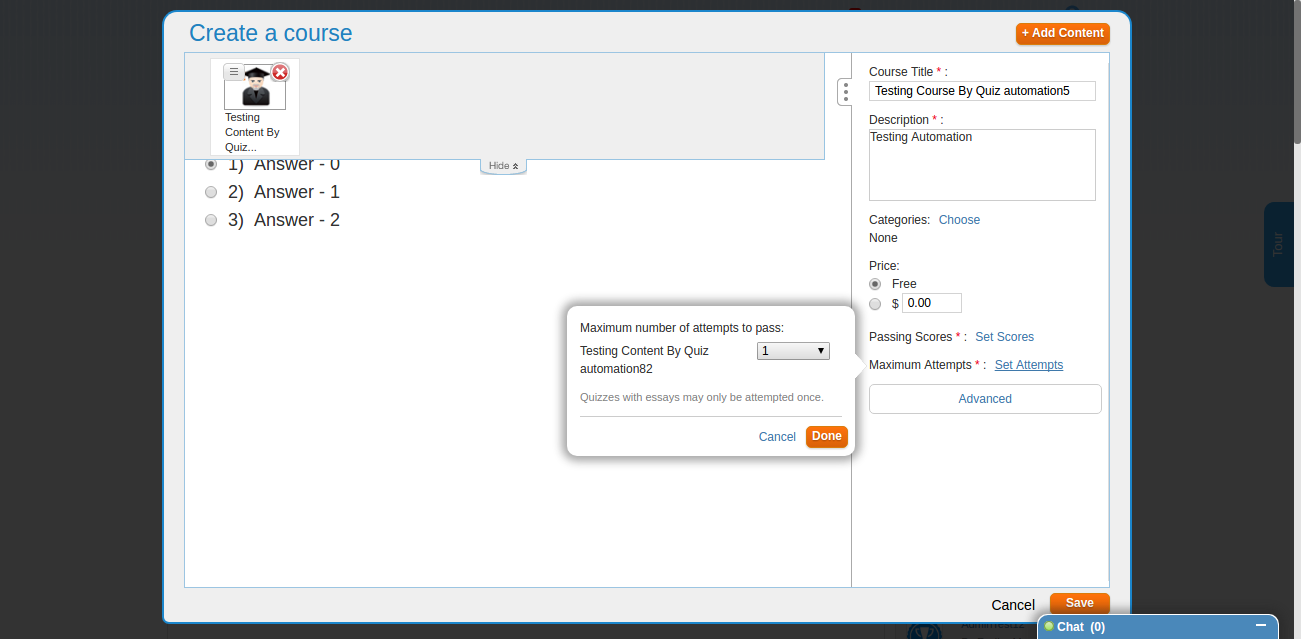 Create a course
+ Add Content
Testing
Content By
Quiz...
Hide
1) Answer - 0
2) Answer - 1
3) Answer - 2
Course Title * :
Testing Course By Quiz automation5
Description * :
Testing Automation
Categories: Choose
None
Price:
Free
$ 0.00
Passing Scores * : Set Scores
Maximum Attempts * : Set Attempts
Advanced
Maximum number of attempts to pass:
Testing Content By Quiz 1
automation82
Quizzes with essays may only be attempted once.
Cancel Done
Cancel Save
Tour
Chat (0)